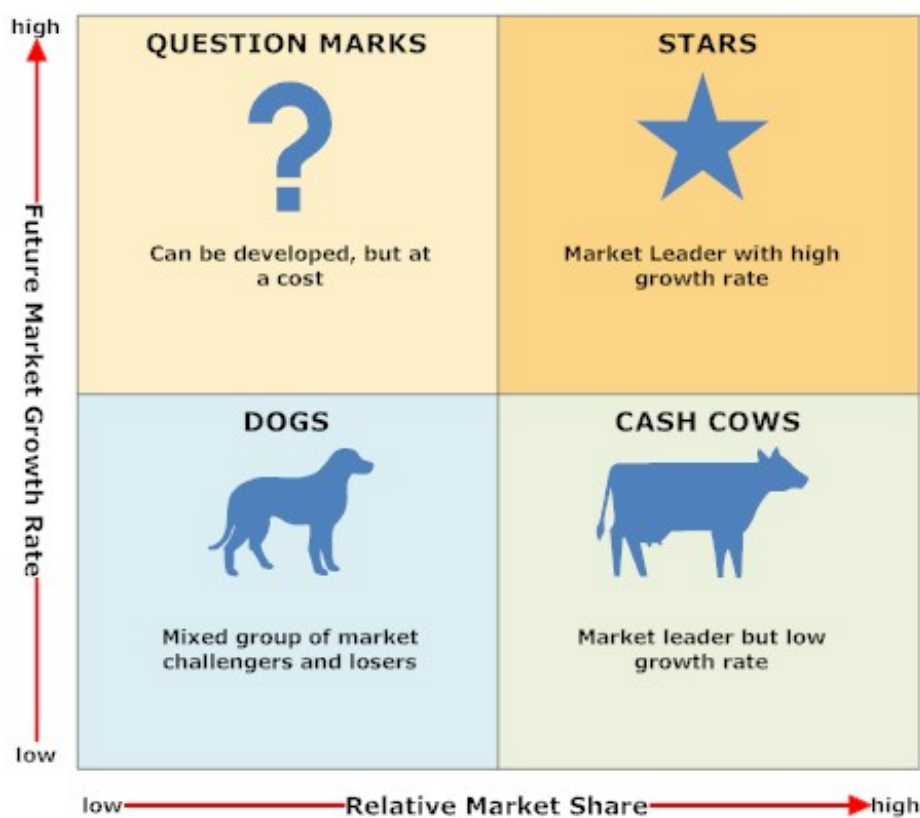 high
QUESTION MARKS
STARS
?
Can be developed, but at
a cost
Market Leader with high
growth rate
Future Market Growth Rate
DOGS
CASH COWS
Mixed group of market
challengers and losers
Market leader but low
growth rate
low
low
Relative Market Share
high